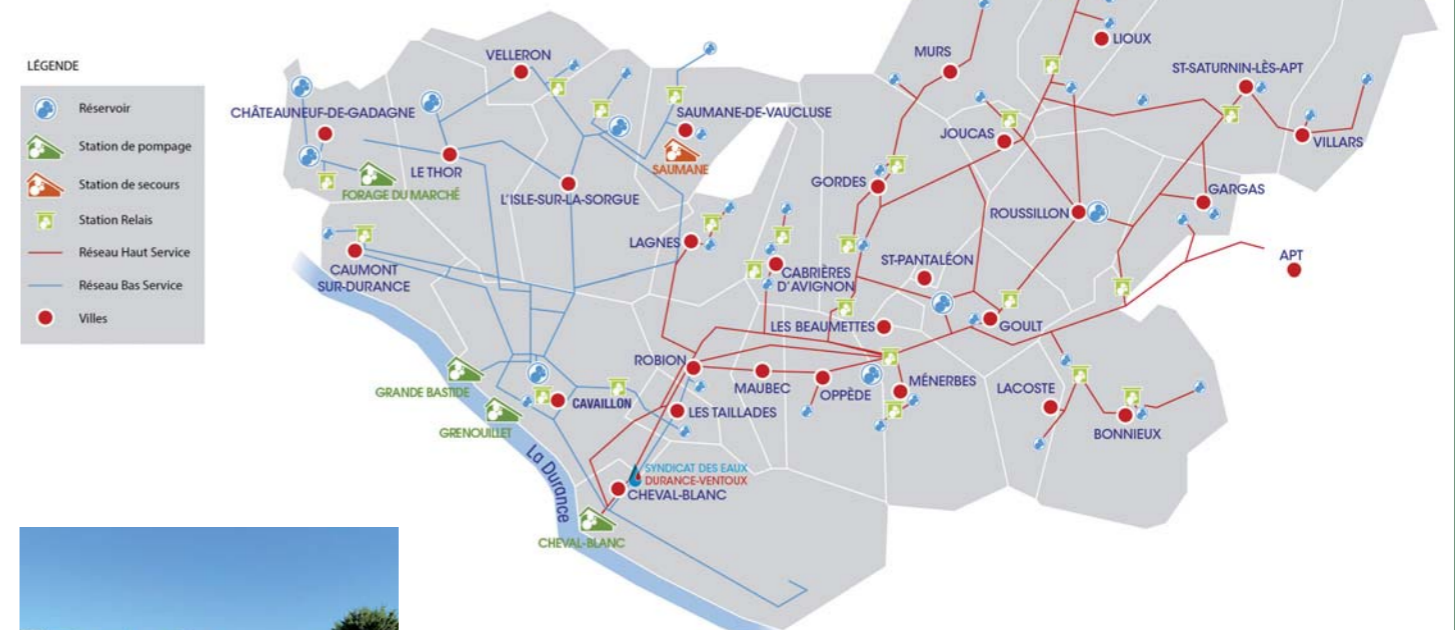 LÉGENDE
Réservoir
Station de pompage
Station de secours
Station Relais
Réseau Haut Service
Réseau Bas Service
Villes
LIOUX
MURS
VELLERON
ST-SATURNIN-LÈS-APT
CHÂTEAUNEUF-DE-GADAGNE
SAUMANE-DE-VAUCLUSE
JOUCAS
VILLARS
LE THOR
SAUMANE
FORAGE DU MARCHÉ
GORDES
L'ISLE-SUR-LA-SORGUE
GARGAS
ROUSSILLON
LAGNES
ST-PANTALÉON
APT
CAUMONT
SUR-DURANCE
CABRIÈRES
D'AVIGNON
LES BEAUMETTES
GOULT
ROBION
GRANDE BASTIDE
MAUBEC
OPPÈDE
MÉNERBES
LACOSTE
CAVAILLON
LES TAILLADES
GRENOUILLET
BONNIEUX
La Durance
SYNDICAT DES EAUX
DURANCE-VENTOUX
CHEVAL-BLANC
CHEVAL-BLANC